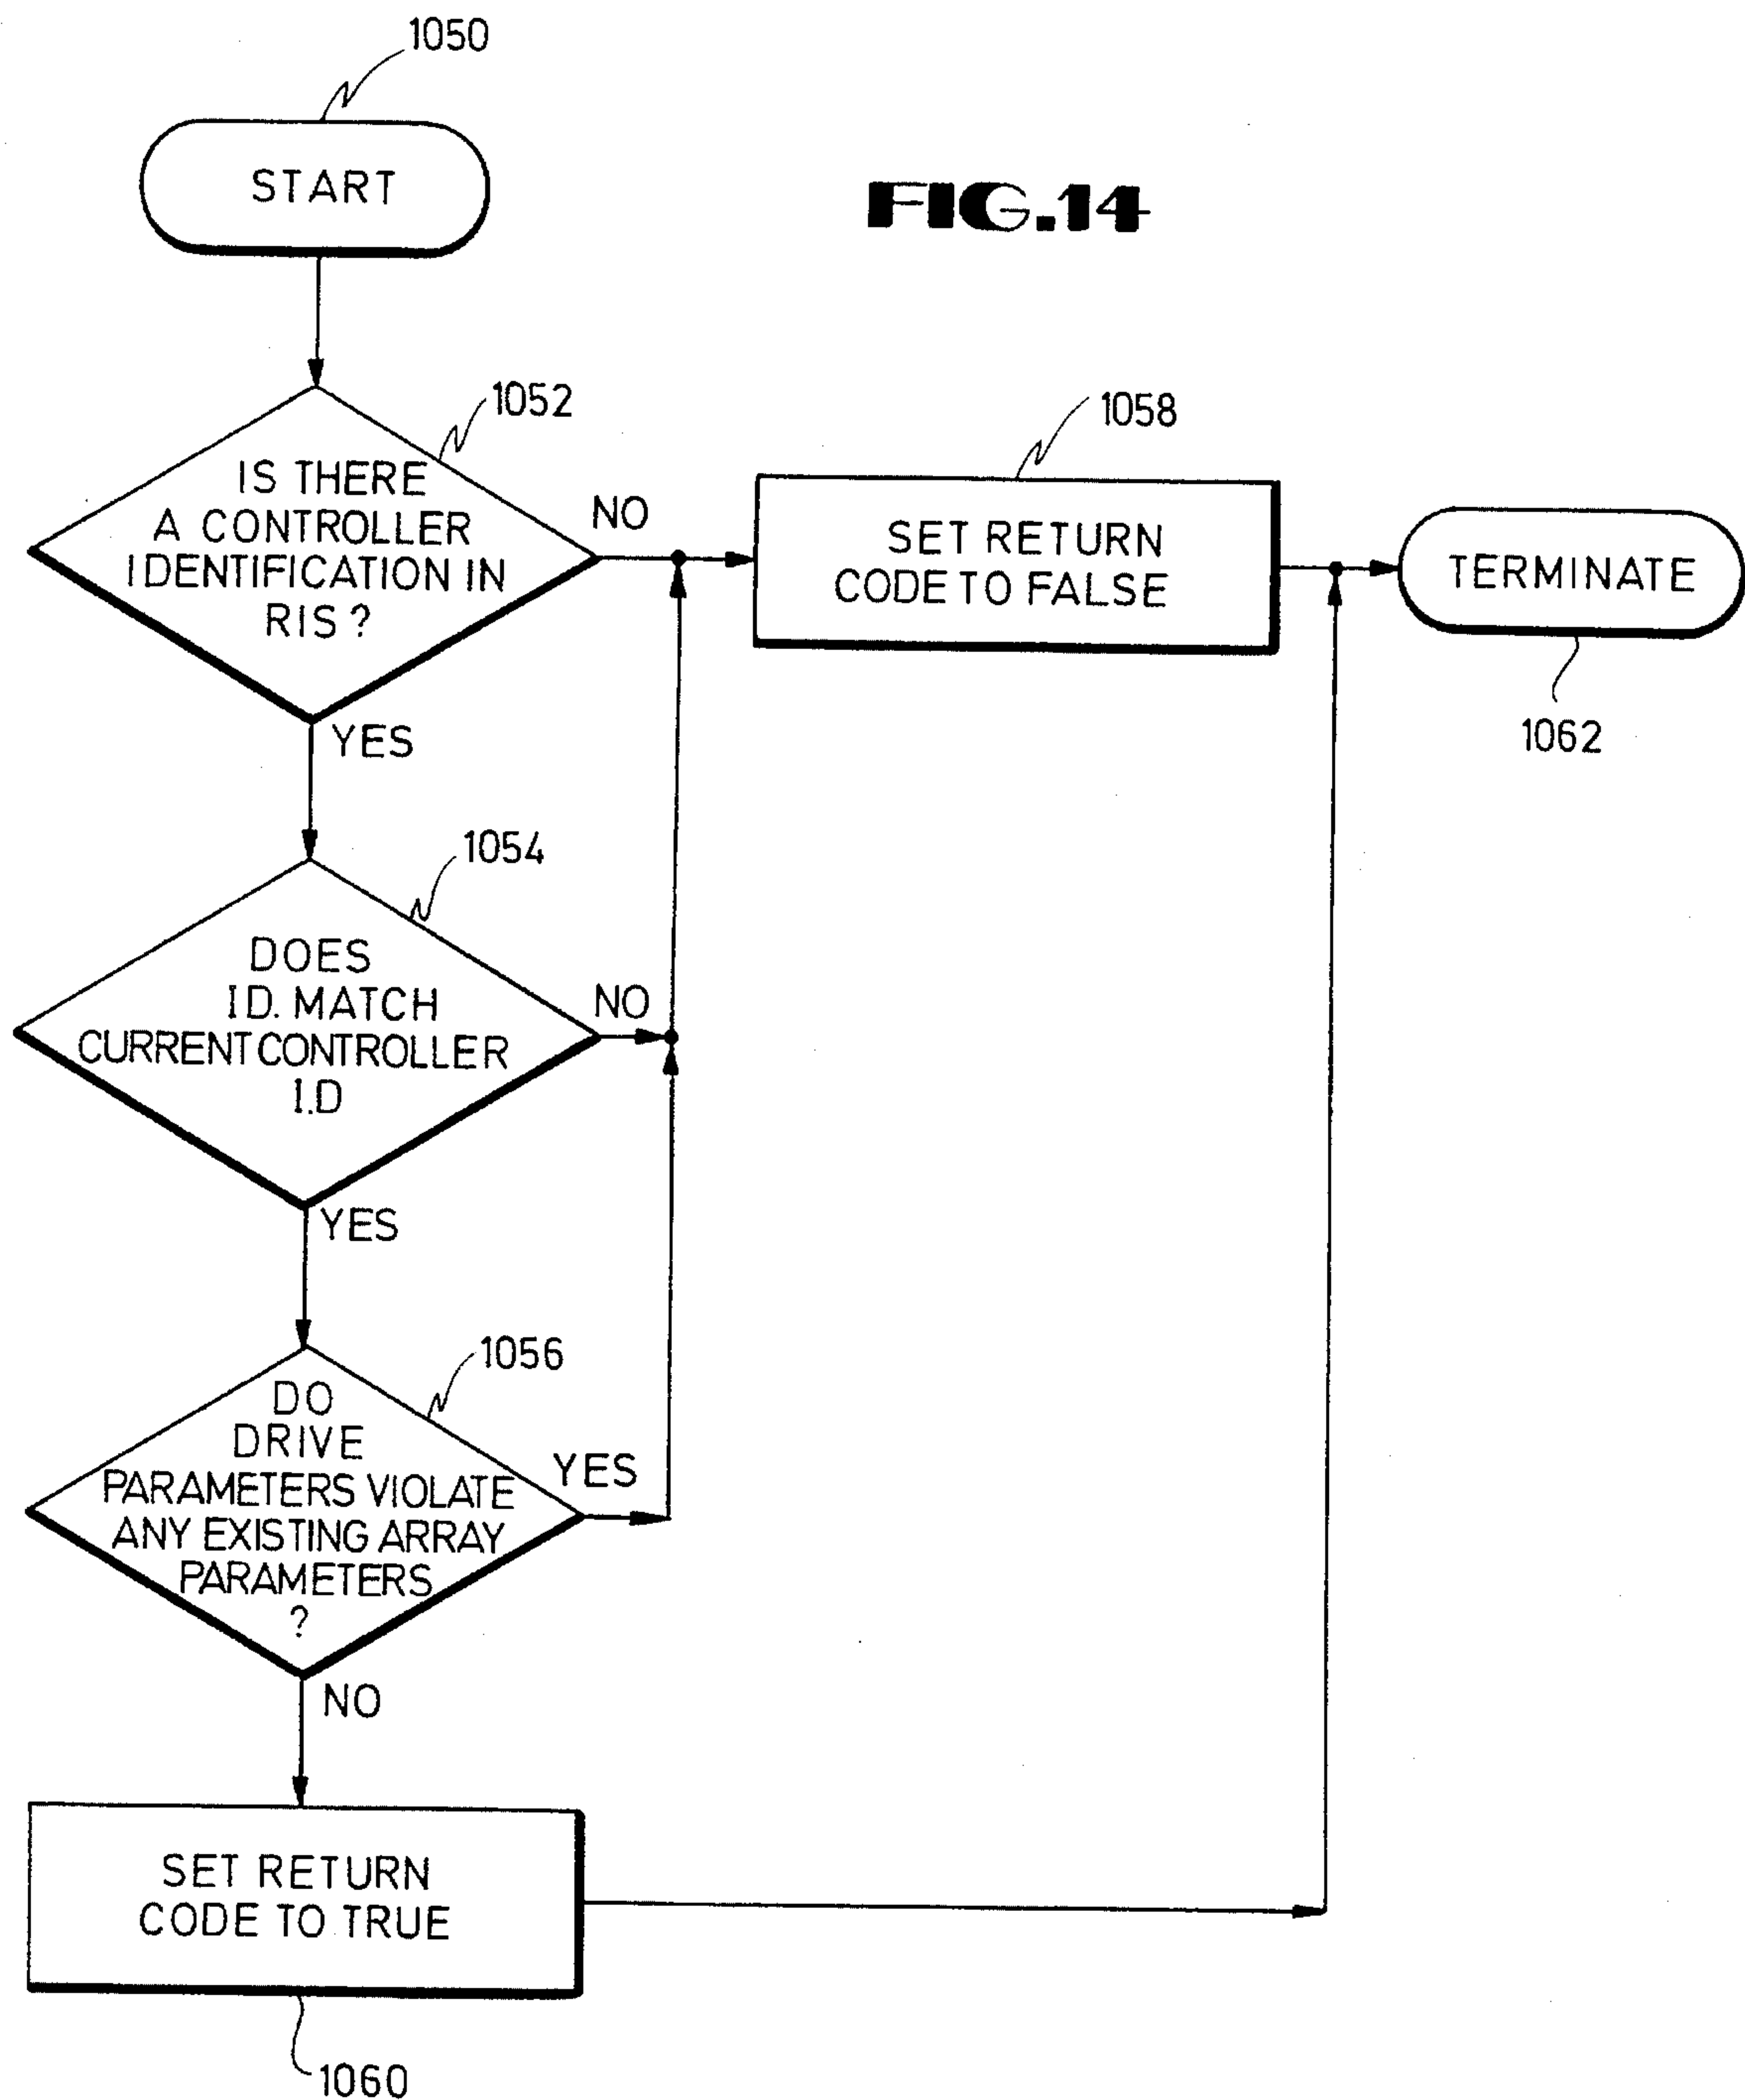 1050
START
FIG.14
1052
IS THERE
A CONTROLLER
IDENTIFICATION IN
RIS ?
NO
YES
1058
SET RETURN
CODE TO FALSE
TERMINATE
1062
1054
DOES
I.D. MATCH
CURRENT CONTROLLER
I.D
NO
YES
1056
DO
DRIVE
PARAMETERS VIOLATE
ANY EXISTING ARRAY
PARAMETERS
?
YES
NO
SET RETURN
CODE TO TRUE
1060